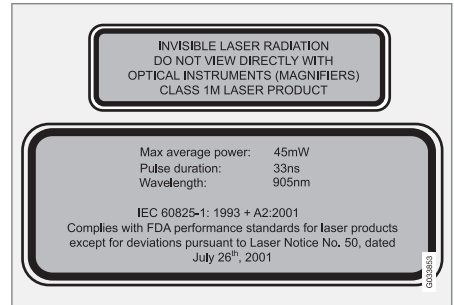 INVISIBLE LASER RADIATION
DO NOT VIEW DIRECTLY WITH
OPTICAL INSTRUMENTS (MAGNIFIERS)
CLASS 1M LASER PRODUCT
Max average power: 45mW
Pulse duration: 33ns
Wavelength: 905nm
IEC 60825-1: 1993 + A2:2001
Complies with FDA performance standards for laser products
except for deviations pursuant to Laser Notice No. 50, dated
July 26th, 2001
G033853